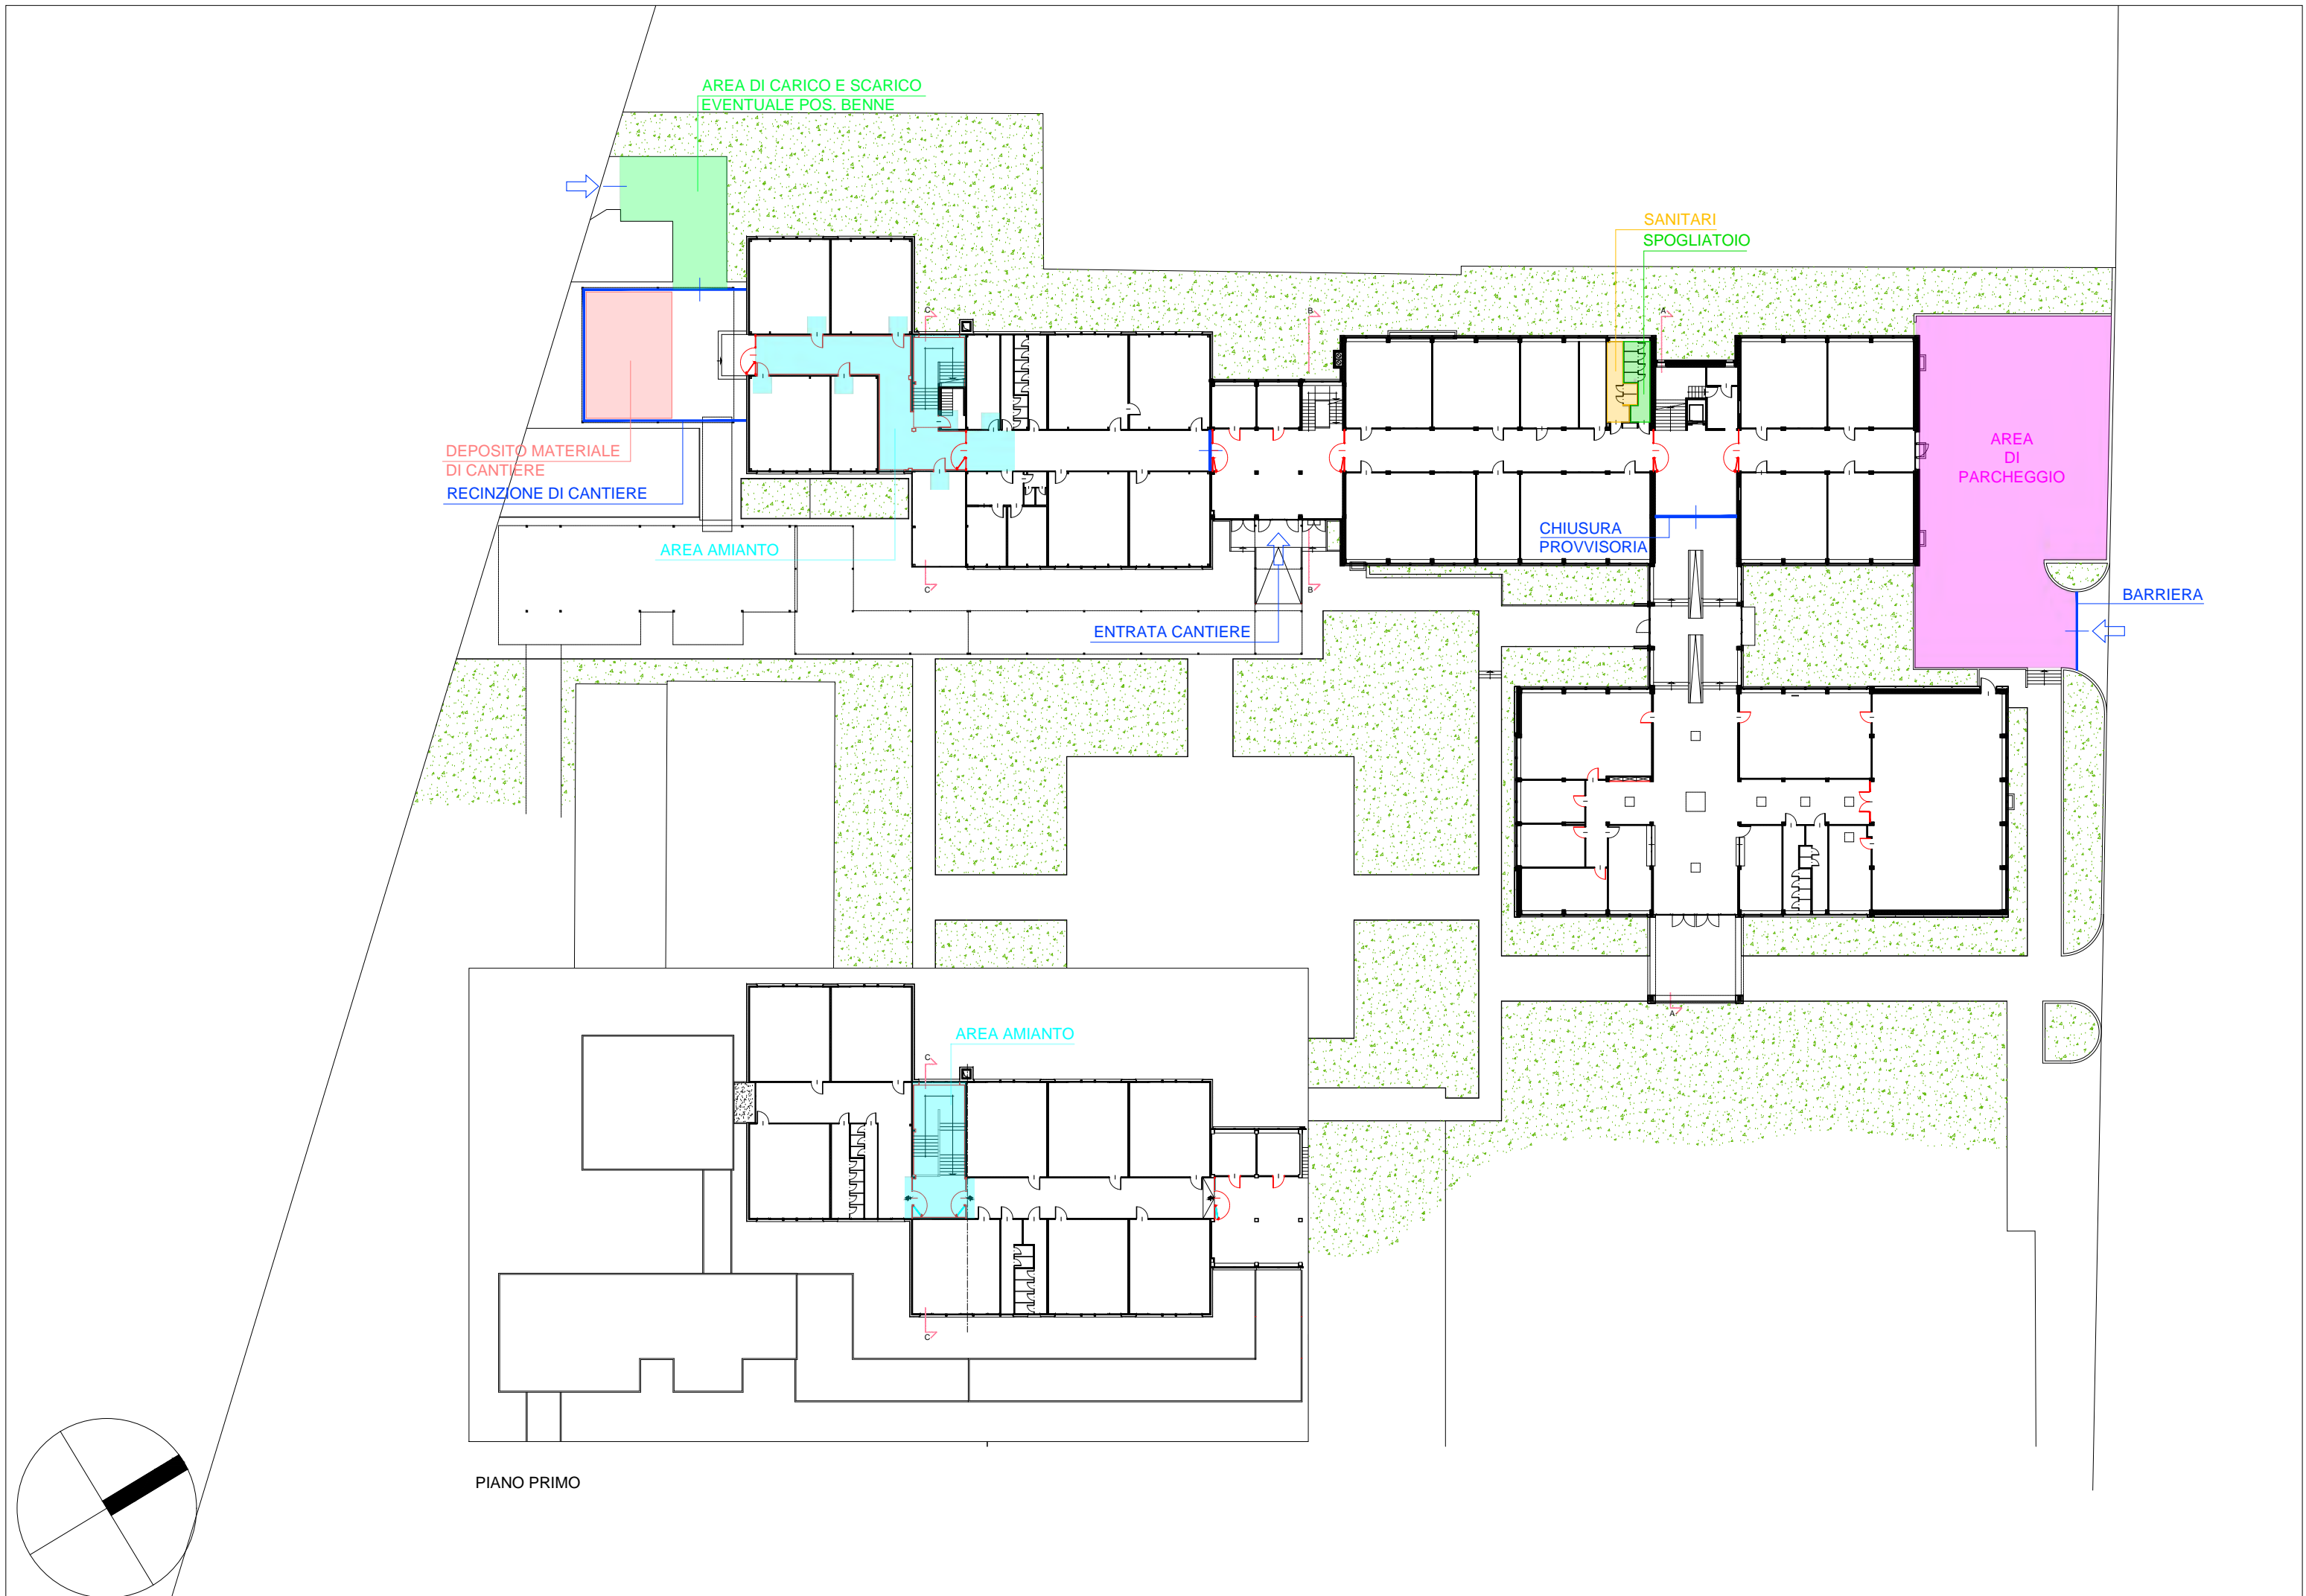 AREA DI CARICO E SCARICO
EVENTUALE POS. BENNE
SANITARI
SPOGLIATOIO
C
B
A
DEPOSITO MATERIALE
DI CANTIERE
RECINZIONE DI CANTIERE
AREA AMIANTO
AREA
DI
PARCHEGGIO
CHIUSURA
PROVVISORIA
C
B
BARRIERA
ENTRATA CANTIERE
A
AREA AMIANTO
C
C
PIANO PRIMO